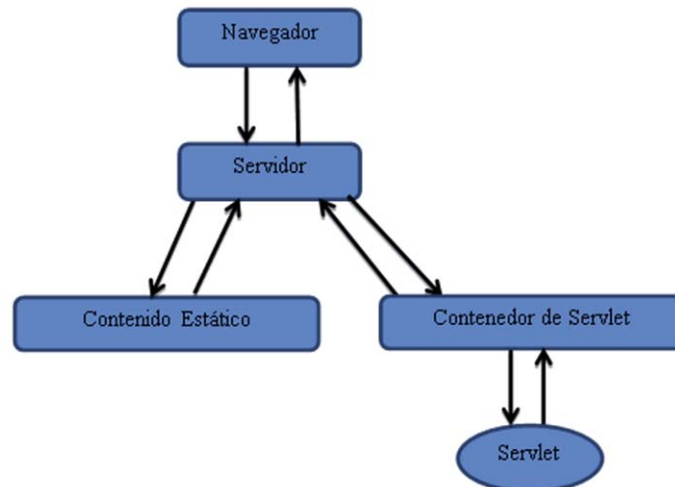 Navegador
Servidor
Contenido Estático
Contenedor de Servlet
Servlet